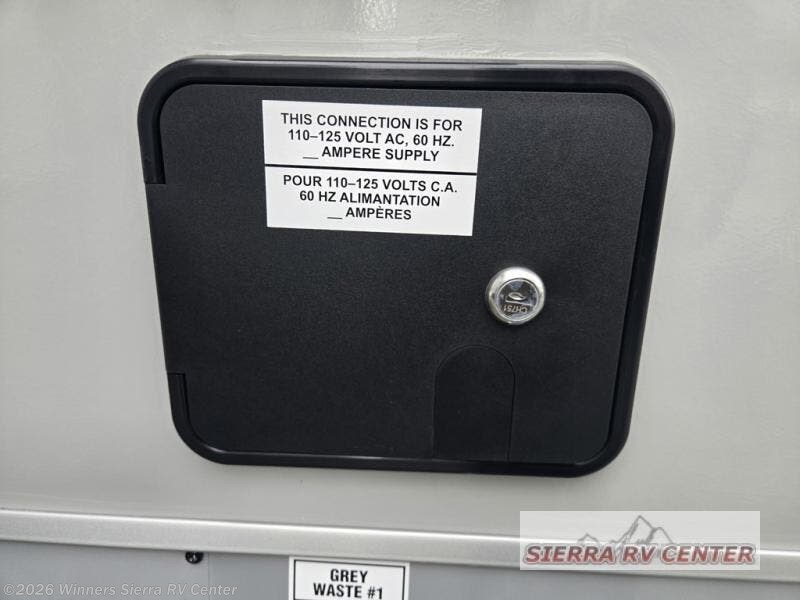 THIS CONNECTION IS FOR
110–125 VOLT AC, 60 HZ.
__ AMPERE SUPPLY
POUR 110–125 VOLTS C.A.
60 HZ ALIMANTATION
__ AMPÈRES
CH751
SIERRA RV CENTER
GREY
WASTE #1
©2026 Winners Sierra RV Center